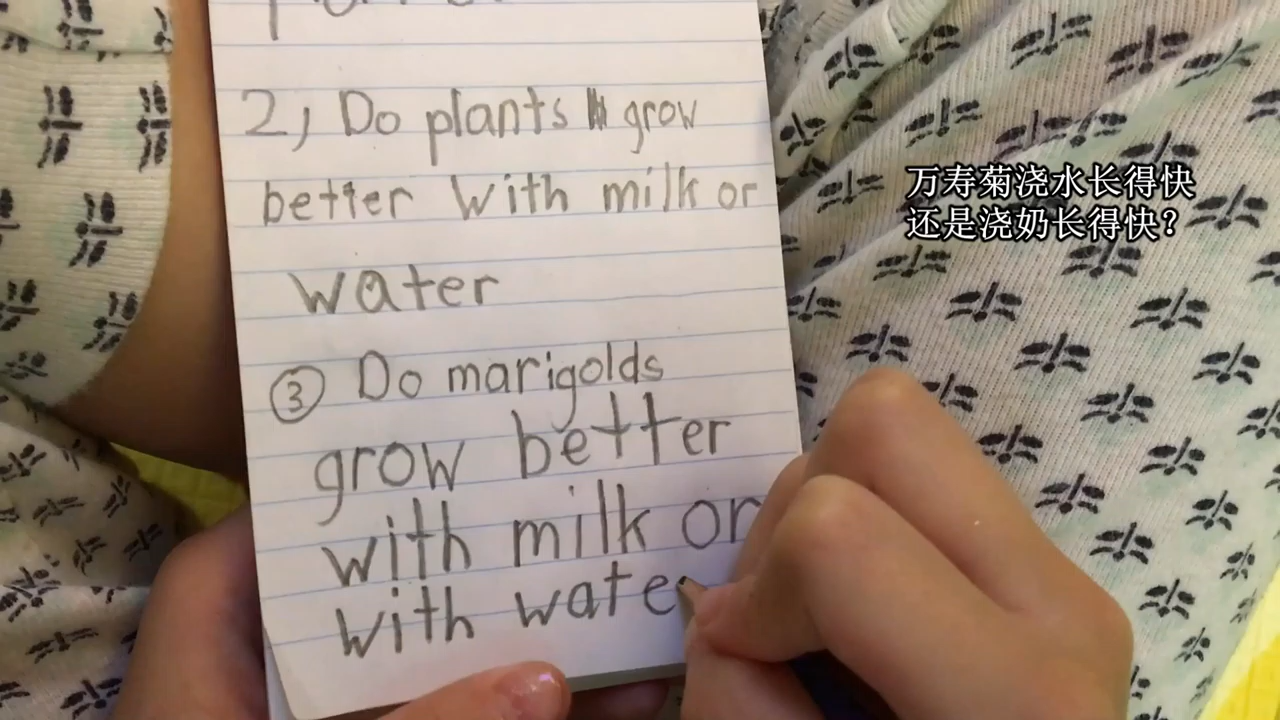 2) Do plants grow
better with milk or
water
③ Do marigolds
grow better
with milk or
with wate
万寿菊浇水长得快
还是浇奶长得快？